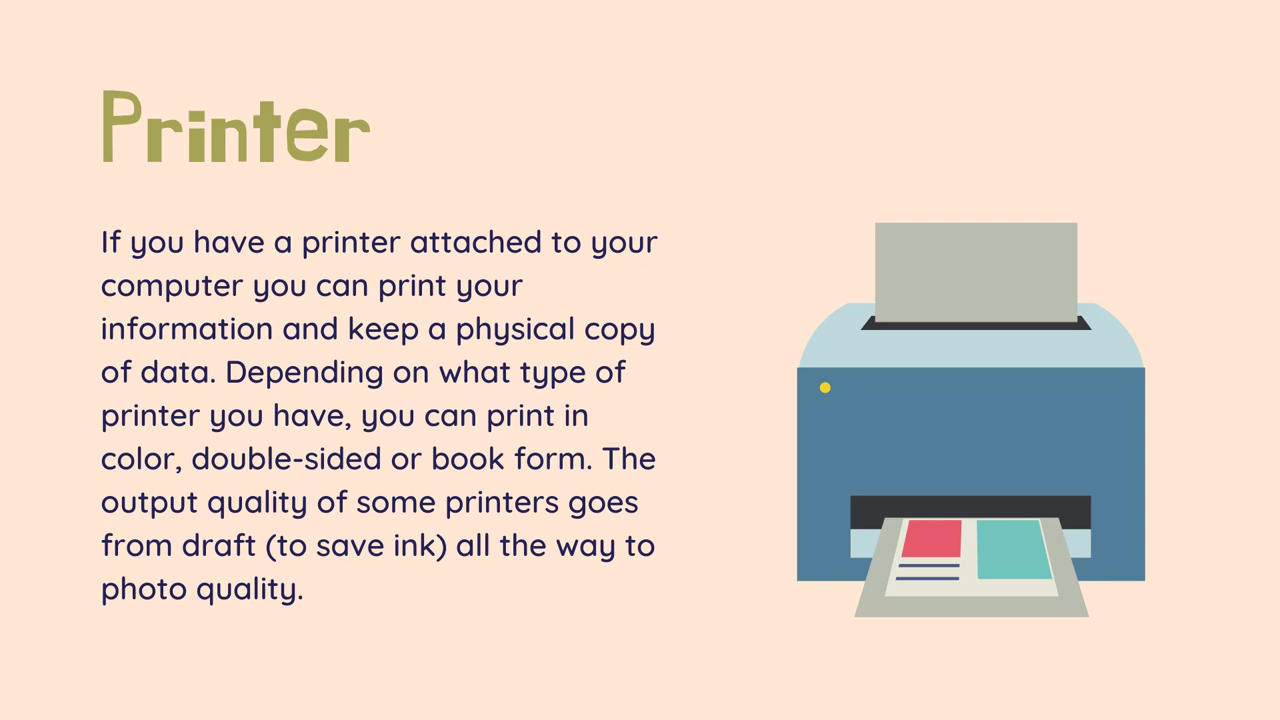 Printer
If you have a printer attached to your
computer you can print your
information and keep a physical copy
of data. Depending on what type of
printer you have, you can print in
color, double-sided or book form. The
output quality of some printers goes
from draft (to save ink) all the way to
photo quality.